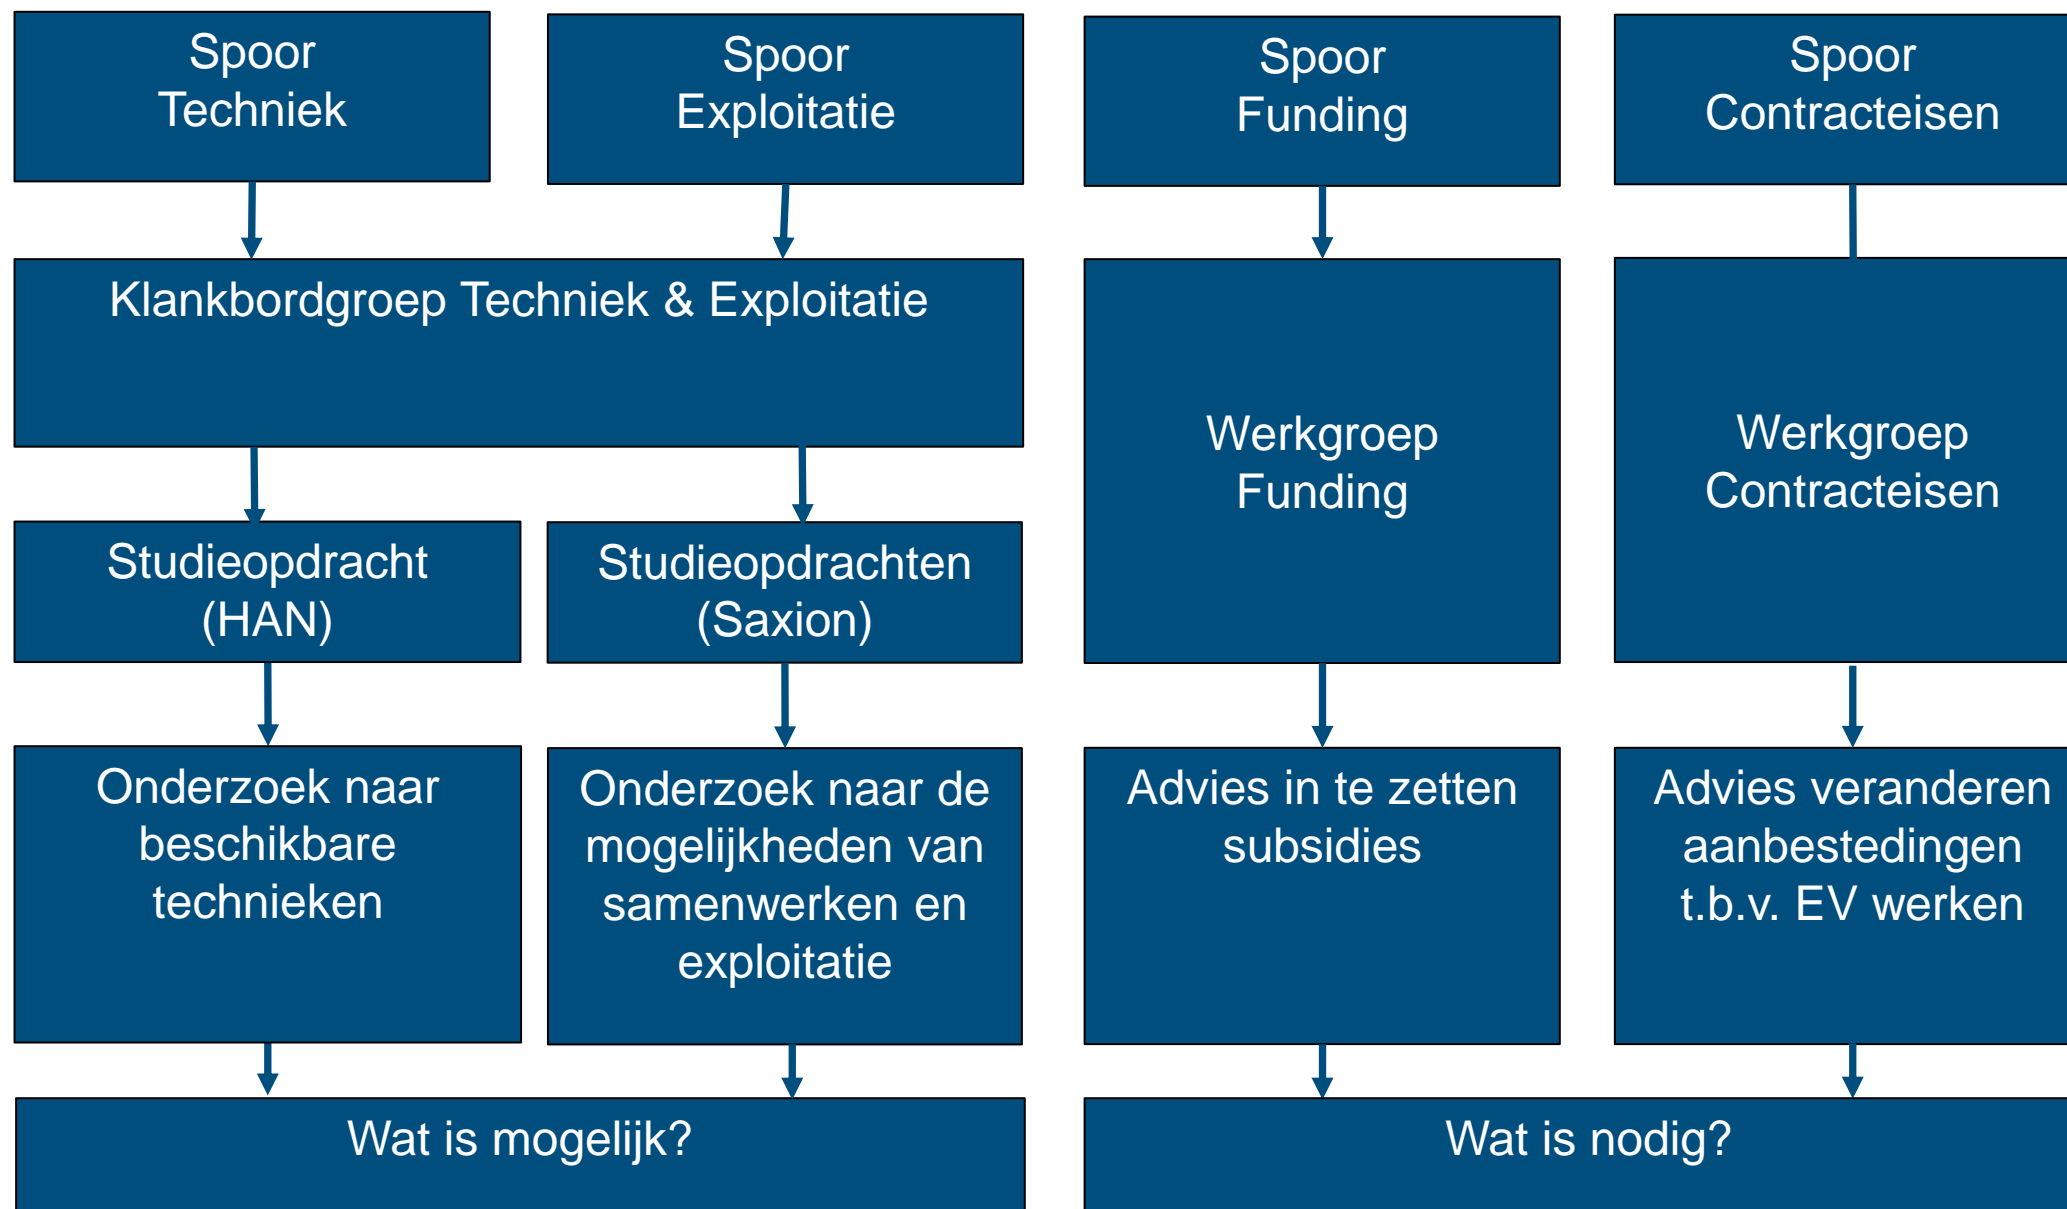 Spoor
Techniek
Spoor
Exploitatie
Spoor
Funding
Spoor
Contracteisen
Klankbordgroep Techniek & Exploitatie
Werkgroep
Funding
Werkgroep
Contracteisen
Studieopdracht
(HAN)
Studieopdrachten
(Saxion)
Onderzoek naar
beschikbare
technieken
Onderzoek naar de
mogelijkheden van
samenwerken en
exploitatie
Advies in te zetten
subsidies
Advies veranderen
aanbestedingen
t.b.v. EV werken
Wat is mogelijk?
Wat is nodig?